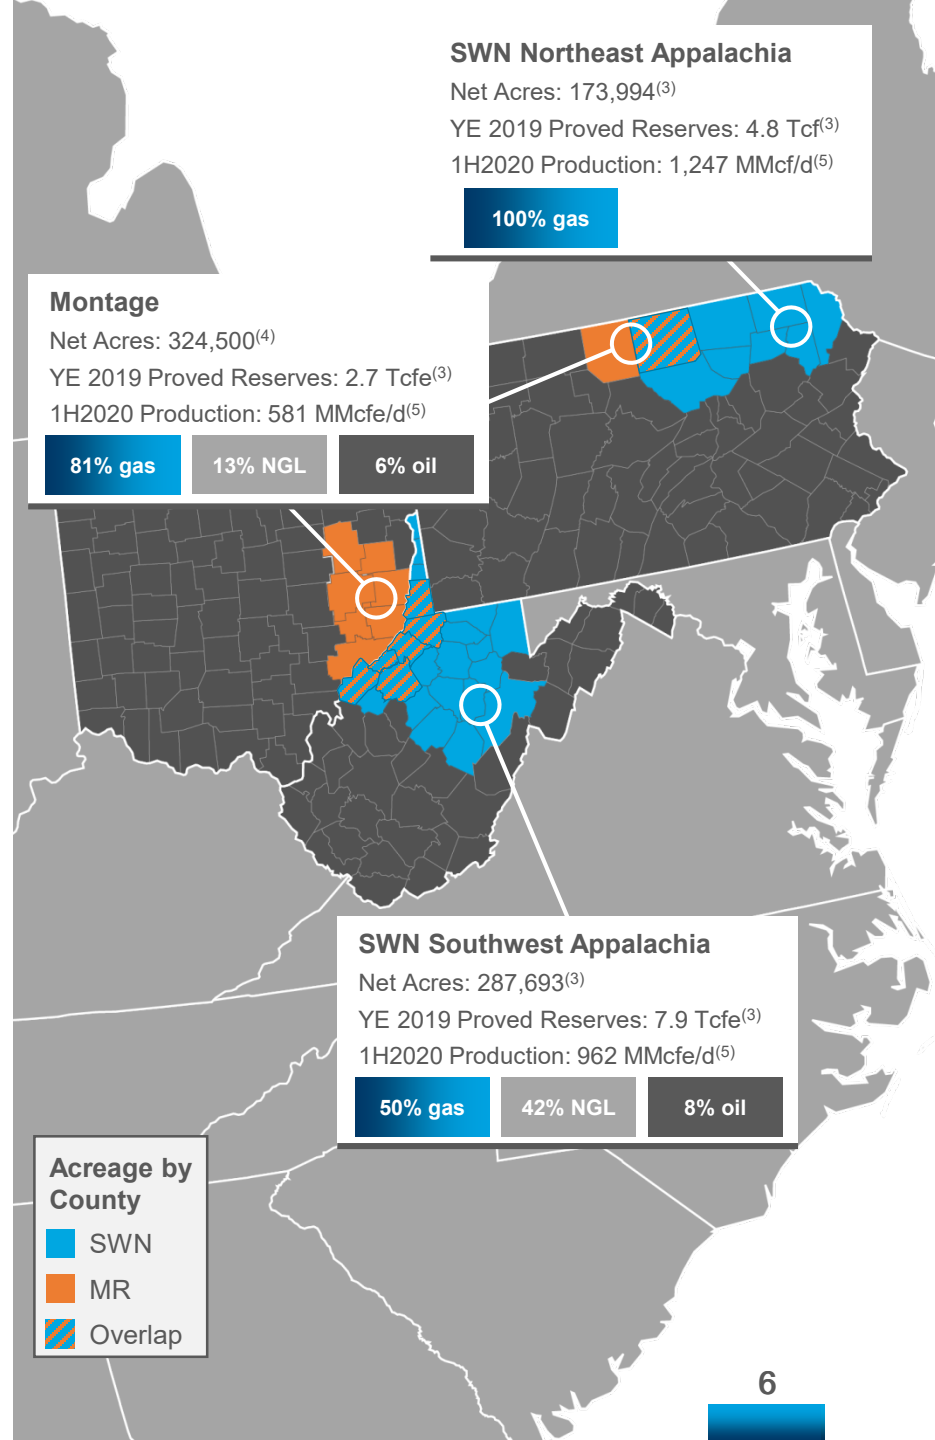 SWN Northeast Appalachia
Net Acres: 173,994(3)
YE 2019 Proved Reserves: 4.8 Tcf(3)
1H2020 Production: 1,247 MMcf/d(5)
100% gas
Montage
Net Acres: 324,500(4)
YE 2019 Proved Reserves: 2.7 Tcfe(3)
1H2020 Production: 581 MMcfe/d(5)
81% gas 13% NGL 6% oil
SWN Southwest Appalachia
Net Acres: 287,693(3)
YE 2019 Proved Reserves: 7.9 Tcfe(3)
1H2020 Production: 962 MMcfe/d(5)
50% gas 42% NGL 8% oil
Acreage by
County
SWN
MR
Overlap
6